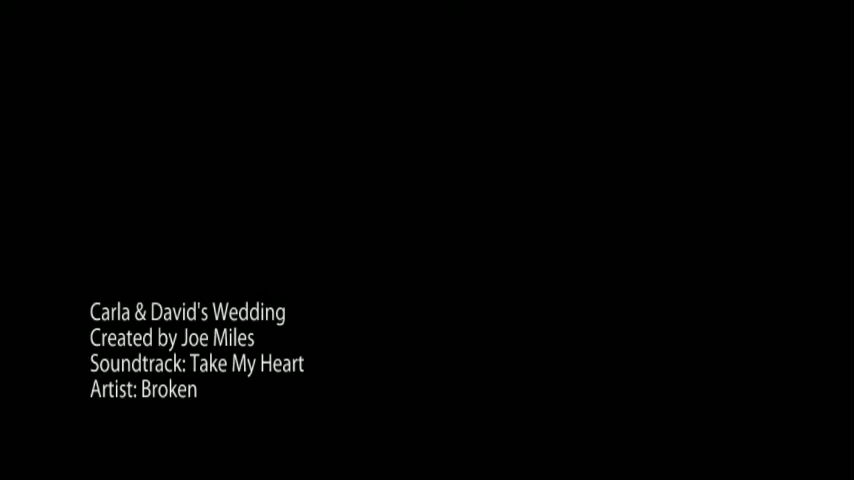 Carla & David's Wedding
Created by Joe Miles
Soundtrack: Take My Heart
Artist: Broken